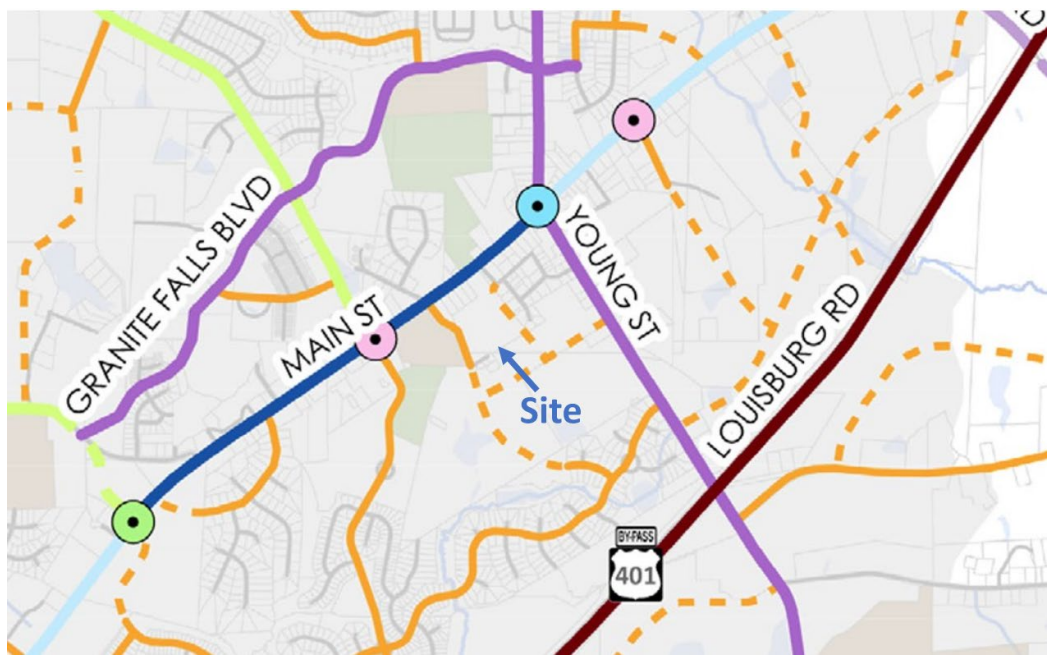 GRANITE FALLS BLVD
MAIN ST
YOUNG ST
LOUISBURG RD
Site
BY-PASS
401